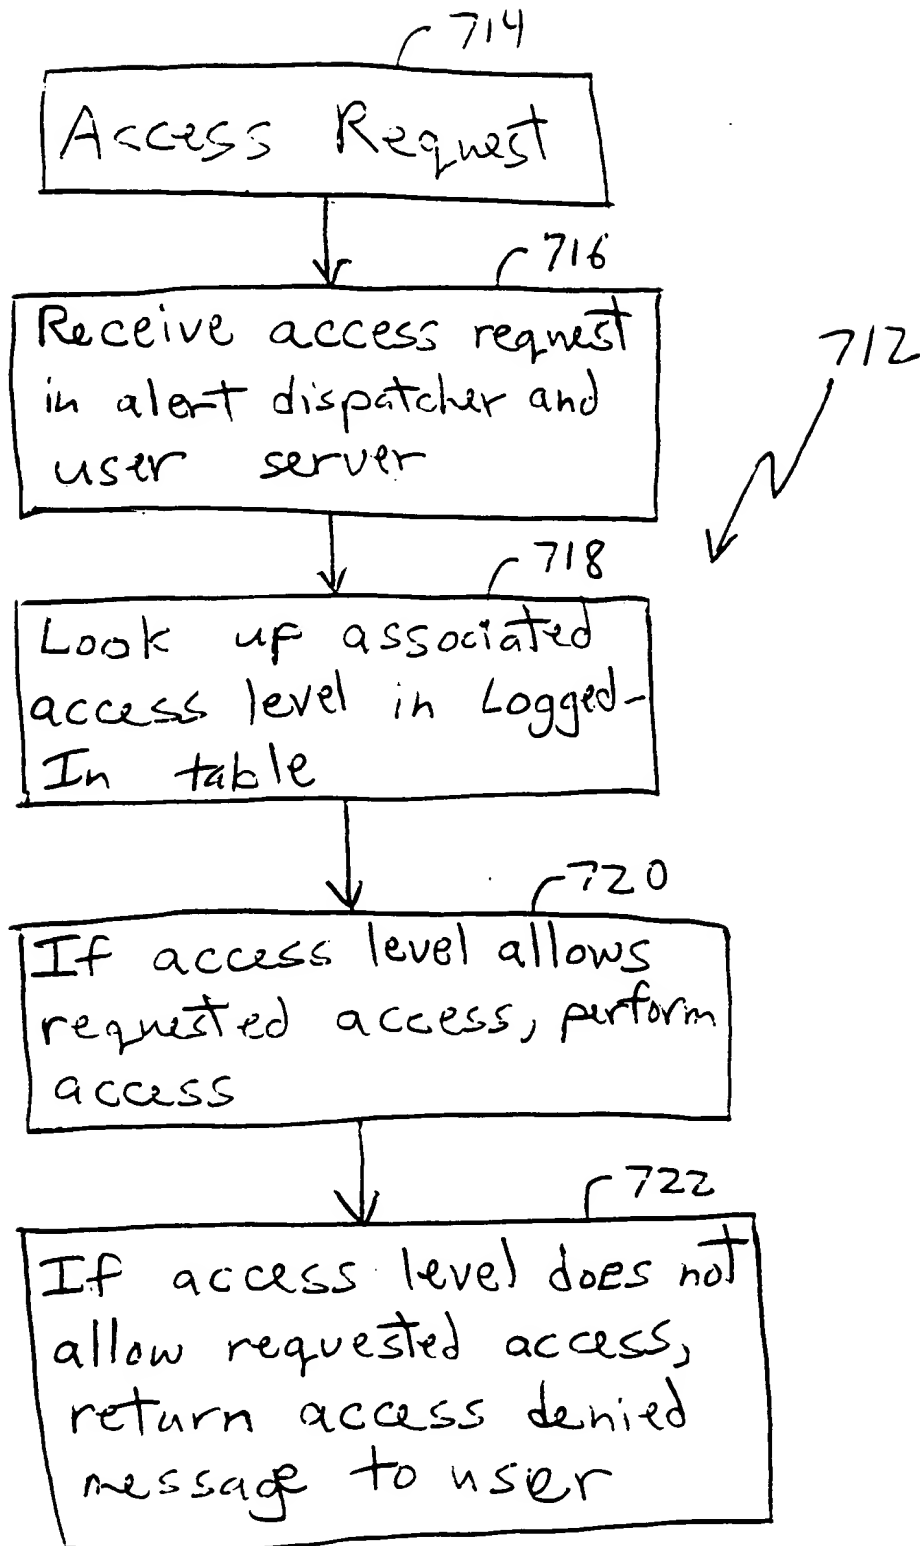 714
Access Request
716
Receive access request
in alert dispatcher and
user server
712
718
Look up associated
access level in Logged-
In table
720
If access level allows
requested access, perform
access
722
If access level does not
allow requested access,
return access denied
message to user